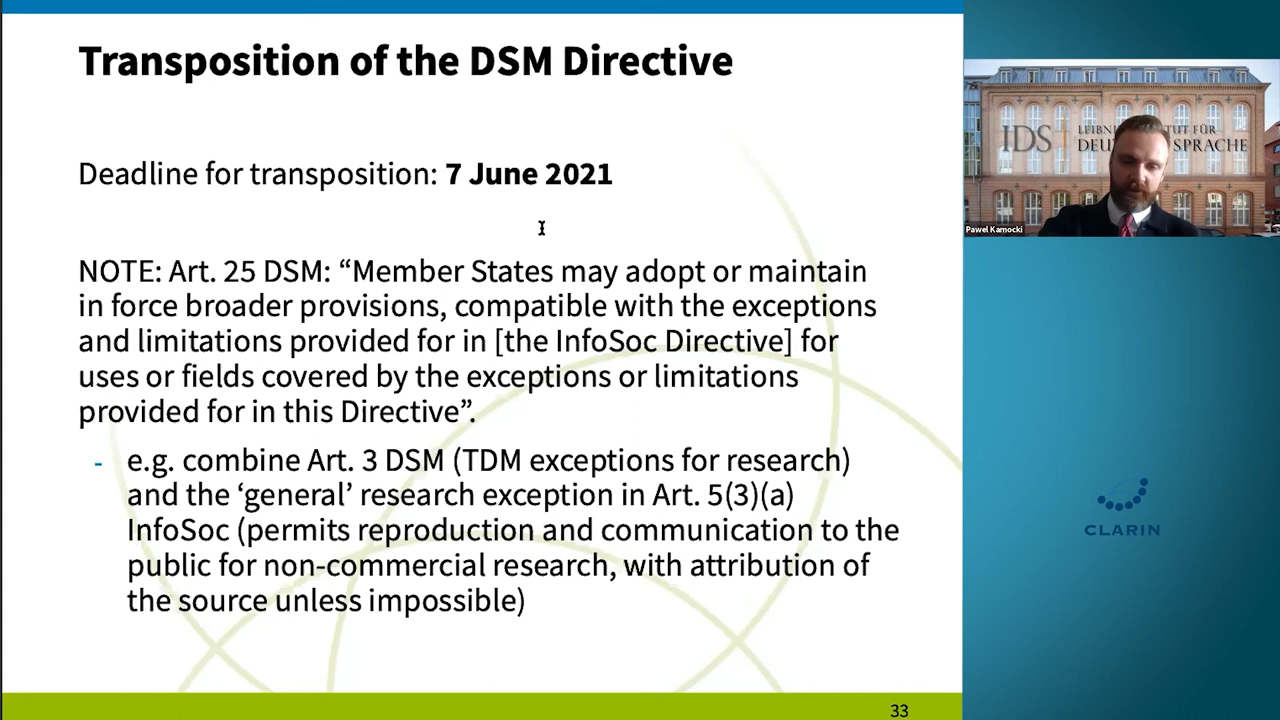 Transposition of the DSM Directive
Deadline for transposition: 7 June 2021
NOTE: Art. 25 DSM: “Member States may adopt or maintain
in force broader provisions, compatible with the exceptions
and limitations provided for in [the InfoSoc Directive] for
uses or fields covered by the exceptions or limitations
provided for in this Directive”.
- e.g. combine Art. 3 DSM (TDM exceptions for research)
and the ‘general’ research exception in Art. 5(3)(a)
InfoSoc (permits reproduction and communication to the
public for non-commercial research, with attribution of
the source unless impossible)
33
IDS
LEIBNI TUT FÜR
DEU SPRACHE
Pawel Kamocki
CLARIN